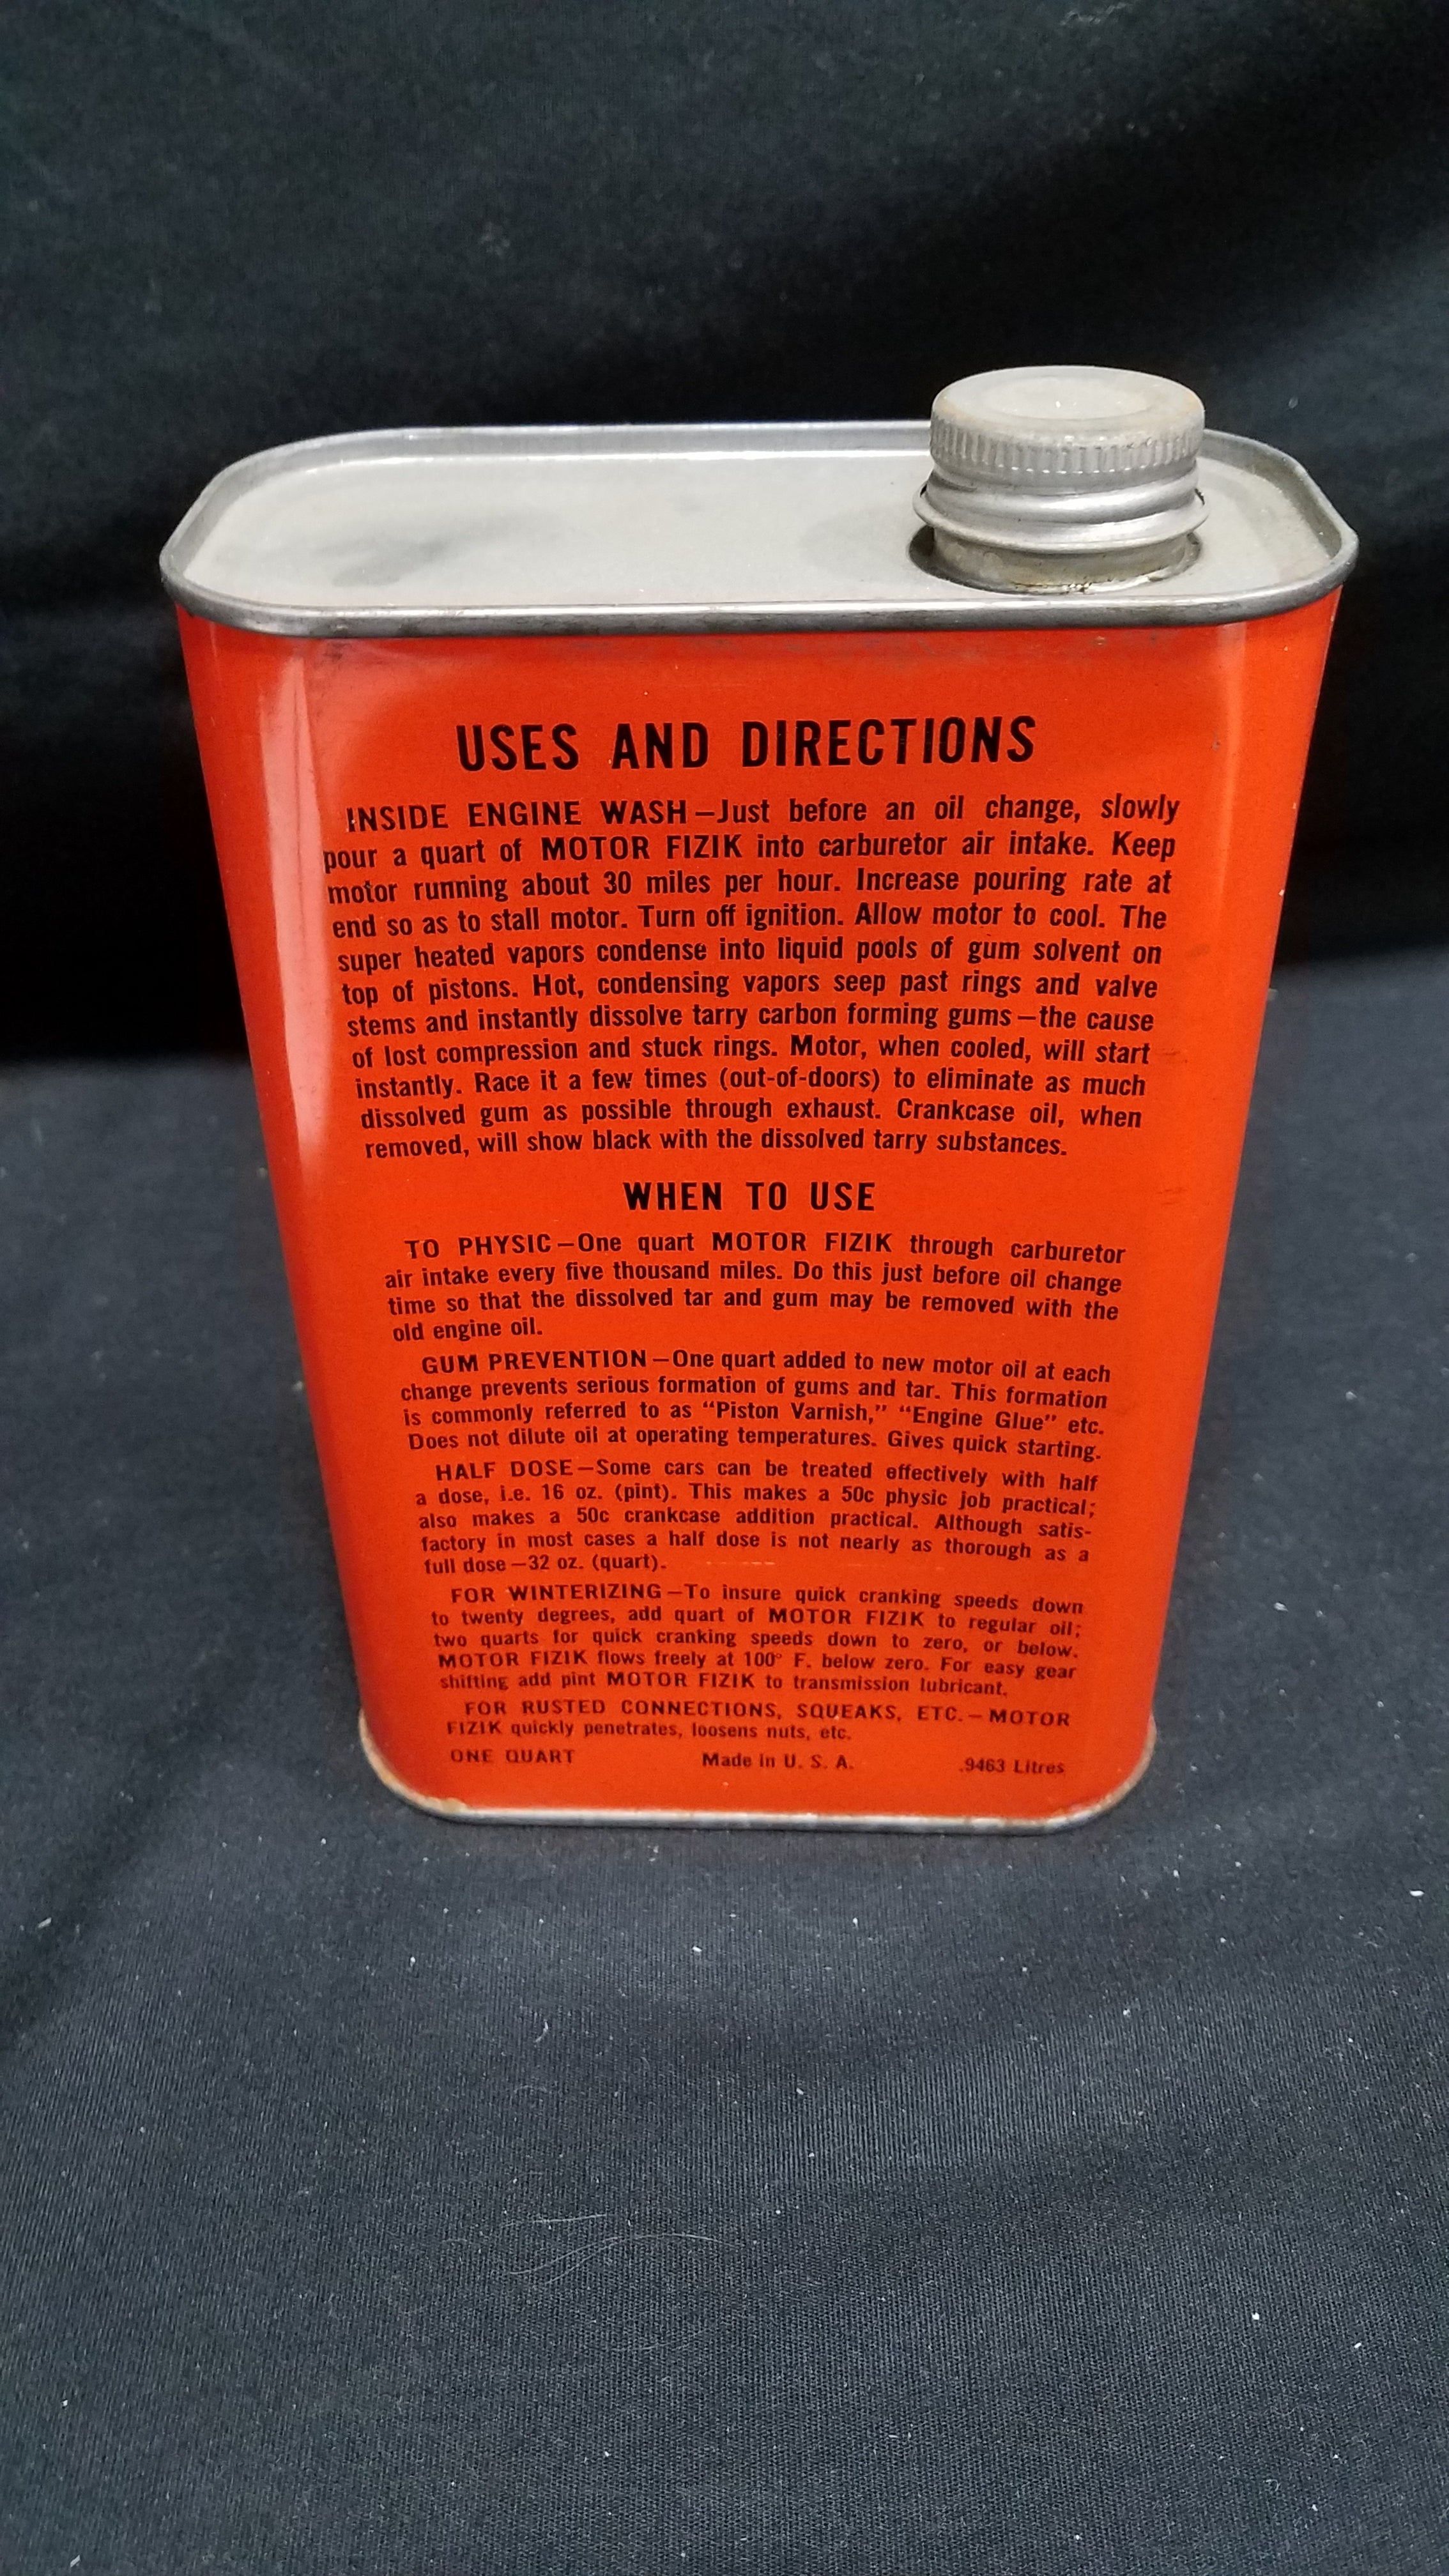 USES AND DIRECTIONS
INSIDE ENGINE WASH—Just before an oil change, slowly
pour a quart of MOTOR FIZIK into carburetor air intake. Keep
motor running about 30 miles per hour. Increase pouring rate at
end so as to stall motor. Turn off ignition. Allow motor to cool. The
super heated vapors condense into liquid pools of gum solvent on
top of pistons. Hot, condensing vapors seep past rings and valve
stems and instantly dissolve tarry carbon forming gums—the cause
of lost compression and stuck rings. Motor, when cooled, will start
instantly. Race it a few times (out-of-doors) to eliminate as much
dissolved gum as possible through exhaust. Crankcase oil, when
removed, will show black with the dissolved tarry substances.
WHEN TO USE
TO PHYSIC—One quart MOTOR FIZIK through carburetor
air intake every five thousand miles. Do this just before oil change
time so that the dissolved tar and gum may be removed with the
old engine oil.
GUM PREVENTION—One quart added to new motor oil at each
change prevents serious formation of gums and tar. This formation
is commonly referred to as “Piston Varnish,” “Engine Glue” etc.
Does not dilute oil at operating temperatures. Gives quick starting.
HALF DOSE—Some cars can be treated effectively with half
a dose, i.e. 16 oz. (pint). This makes a 50c physic job practical;
also makes a 50c crankcase addition practical. Although satis-
factory in most cases a half dose is not nearly as thorough as a
full dose—32 oz. (quart).
FOR WINTERIZING—To insure quick cranking speeds down
to twenty degrees, add quart of MOTOR FIZIK to regular oil;
two quarts for quick cranking speeds down to zero, or below.
MOTOR FIZIK flows freely at 100° F. below zero. For easy gear
shifting add pint MOTOR FIZIK to transmission lubricant.
FOR RUSTED CONNECTIONS, SQUEAKS, ETC.—MOTOR
FIZIK quickly penetrates, loosens nuts, etc.
ONE QUART Made in U. S. A. .9463 Litres